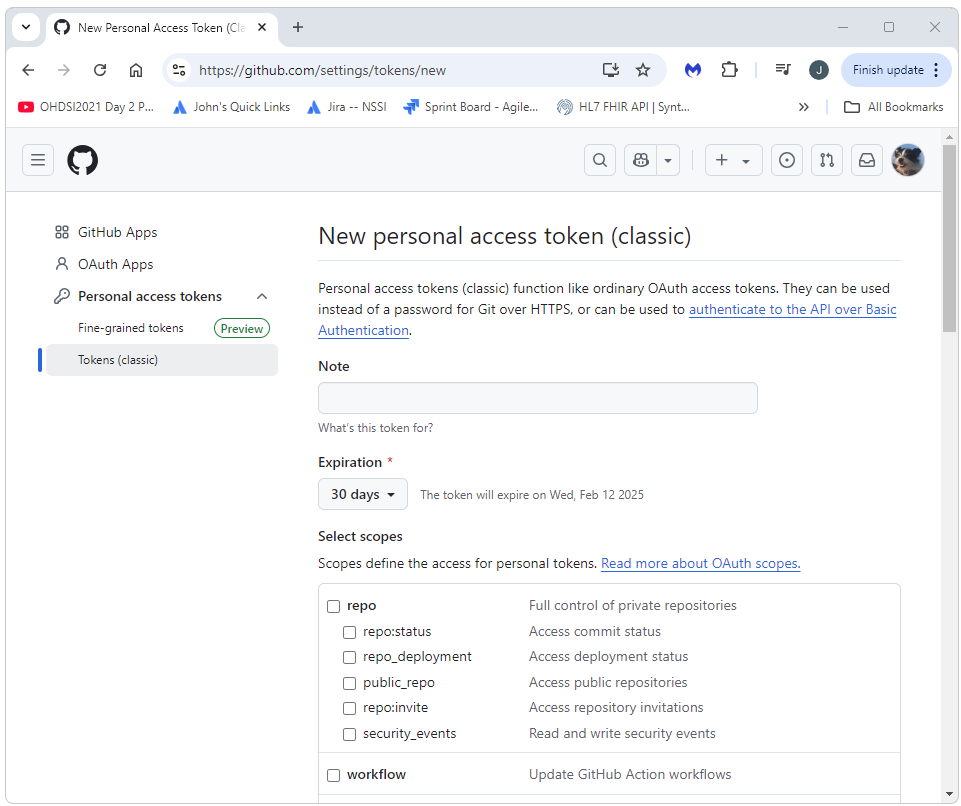 New Personal Access Token (Cla
https://github.com/settings/tokens/new
J
Finish update
OHDSI2021 Day 2 P...
John's Quick Links
Jira -- NSSI
Sprint Board - Agile...
HL7 FHIR API | Synt...
All Bookmarks
GitHub Apps
OAuth Apps
Personal access tokens
Fine-grained tokens
Preview
Tokens (classic)
New personal access token (classic)
Personal access tokens (classic) function like ordinary OAuth access tokens. They can be used
instead of a password for Git over HTTPS, or can be used to authenticate to the API over Basic
Authentication.
Note
What's this token for?
Expiration *
30 days
The token will expire on Wed, Feb 12 2025
Select scopes
Scopes define the access for personal tokens. Read more about OAuth scopes.
repo Full control of private repositories
repo:status Access commit status
repo_deployment Access deployment status
public_repo Access public repositories
repo:invite Access repository invitations
security_events Read and write security events
workflow Update GitHub Action workflows